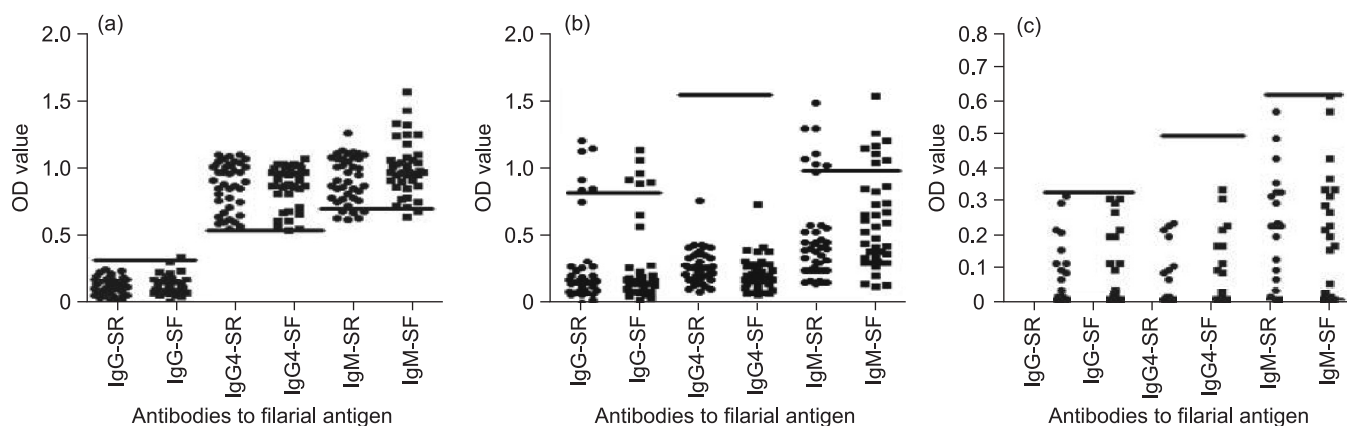 (a)
2.0
1.5
1.0
0.5
0
OD value
IgG-SR
IgG-SF
IgG4-SR
IgG4-SF
IgM-SR
IgM-SF
Antibodies to filarial antigen
(b)
2.0
1.5
1.0
0.5
0
OD value
IgG-SR
IgG-SF
IgG4-SR
IgG4-SF
IgM-SR
IgM-SF
Antibodies to filarial antigen
(c)
0.8
0.7
0.6
0.5
0.4
0.3
0.2
0.1
0
OD value
IgG-SR
IgG-SF
IgG4-SR
IgG4-SF
IgM-SR
IgM-SF
Antibodies to filarial antigen